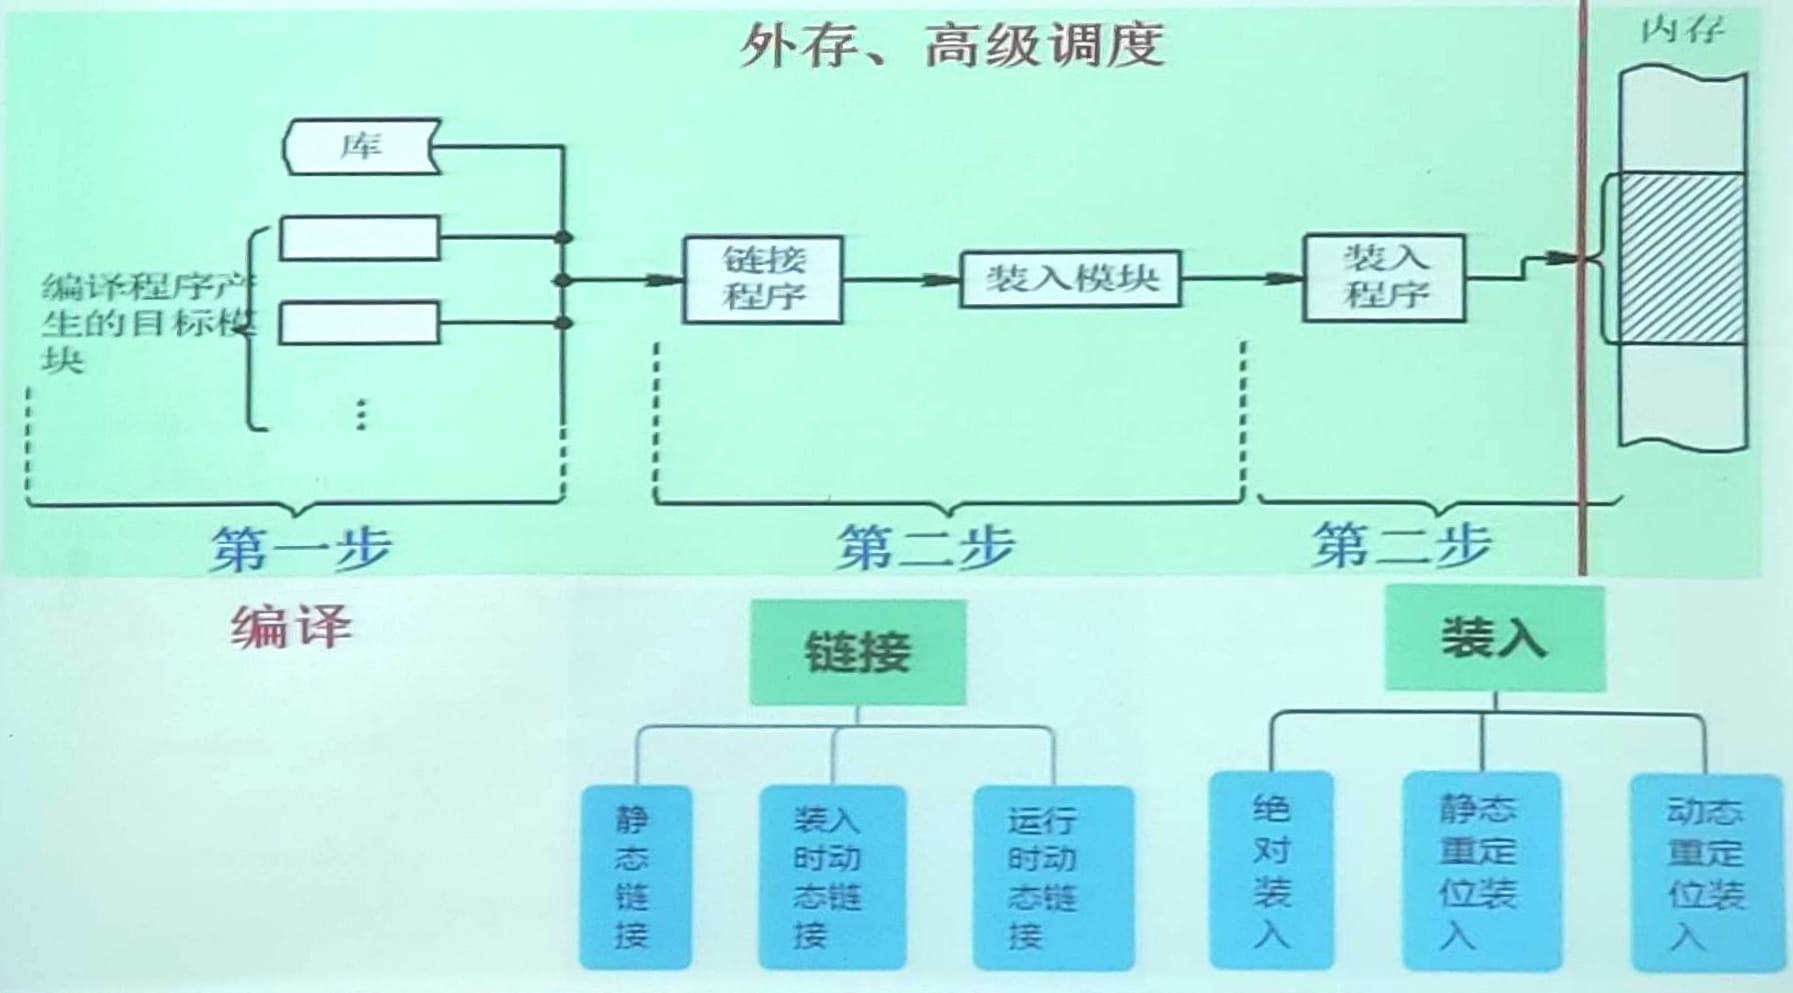 外存、高级调度
内存
库
编译程序产
生的目标模
块
链接
程序
装入模块
装入
程序
第一步
第二步
第二步
编译
链接
装入
静
态
链
接
装入
时动
态链
接
运行
时动
态链
接
绝
对
装
入
静态
重定
位装
入
动态
重定
位装
入